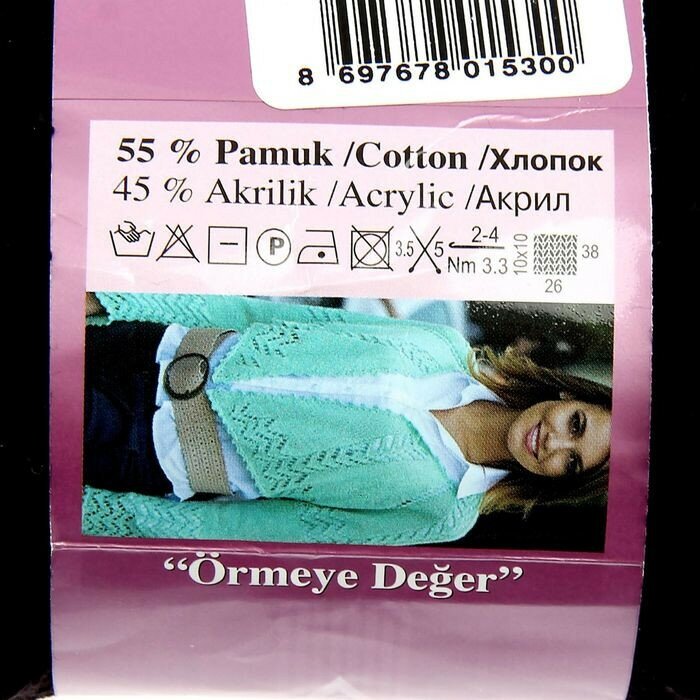 8 697678 015300
55 % Pamuk /Cotton /Хлопок
45 % Akrilik /Acrylic /Акрил
P 3.5 5 2-4 Nm 3.3 10x10 38 26
“Örmeye Değer”